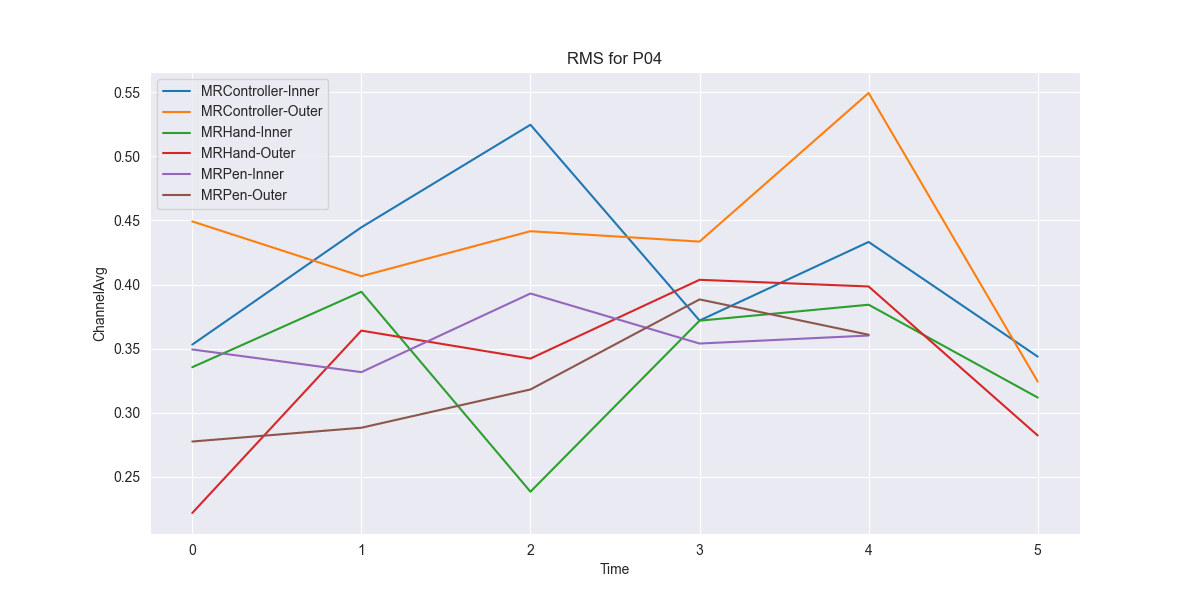 RMS for P04
MRController-Inner
MRController-Outer
MRHand-Inner
MRHand-Outer
MRPen-Inner
MRPen-Outer
0.55
0.50
0.45
0.40
0.35
0.30
0.25
ChannelAvg
0 1 2 3 4 5
Time